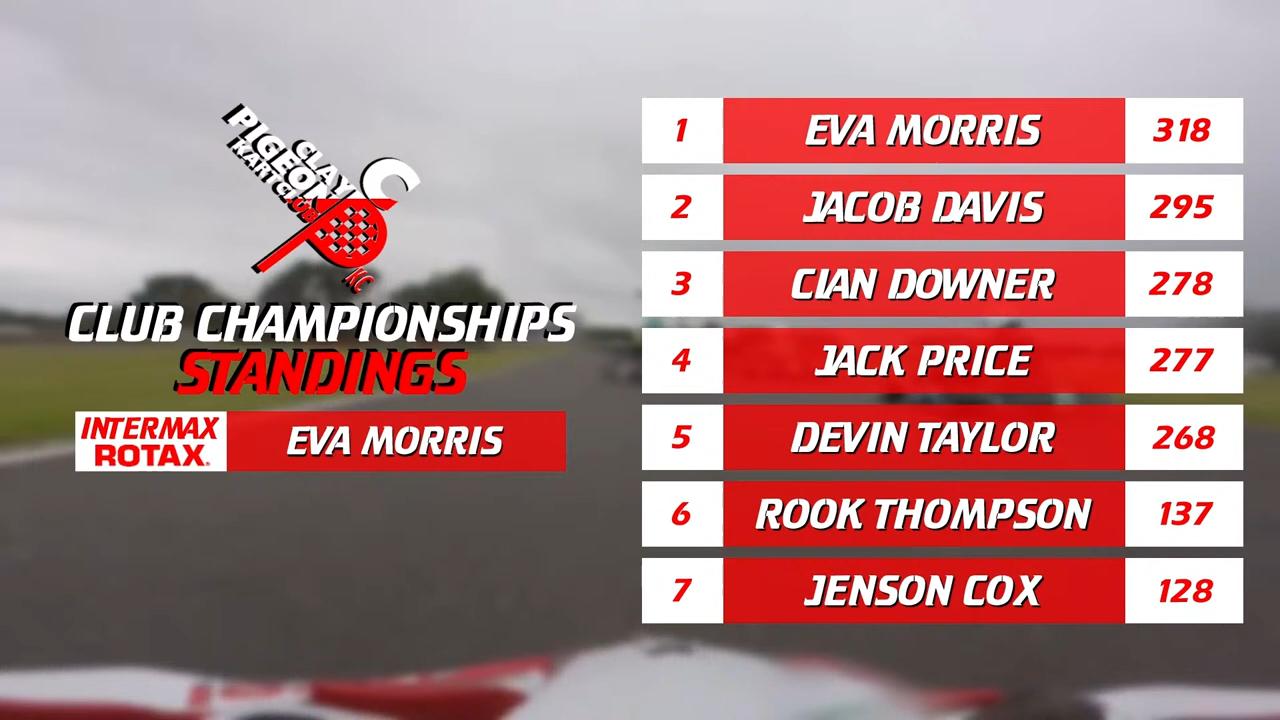 CLAY
PIGEON
KART CLUB
KC
CLUB CHAMPIONSHIPS
STANDINGS
INTERMAX
ROTAX.
EVA MORRIS
1 EVA MORRIS 318
2 JACOB DAVIS 295
3 CIAN DOWNER 278
4 JACK PRICE 277
5 DEVIN TAYLOR 268
6 ROOK THOMPSON 137
7 JENSON COX 128